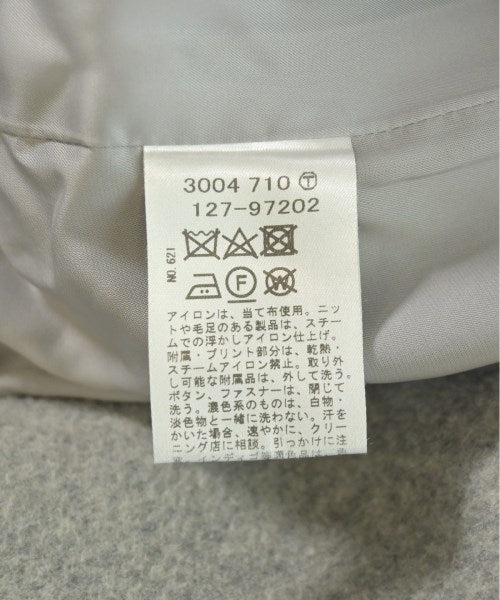 3004 710 Ⓣ
127-97202
NO.621
F
W
アイロンは、当て布使用。ニッ
トや毛足のある製品は、スチー
ムでの浮かしアイロン仕上げ。
附属・プリント部分は、乾熱・
スチームアイロン禁止。取り外
し可能な附属品は、外して洗う。
ボタン、ファスナーは、閉じて
洗う。濃色系のものは、白物・
淡色物と一緒に洗わない。汗を
かいた場合、速やかに、クリー
ニング店に相談。引っかけに注